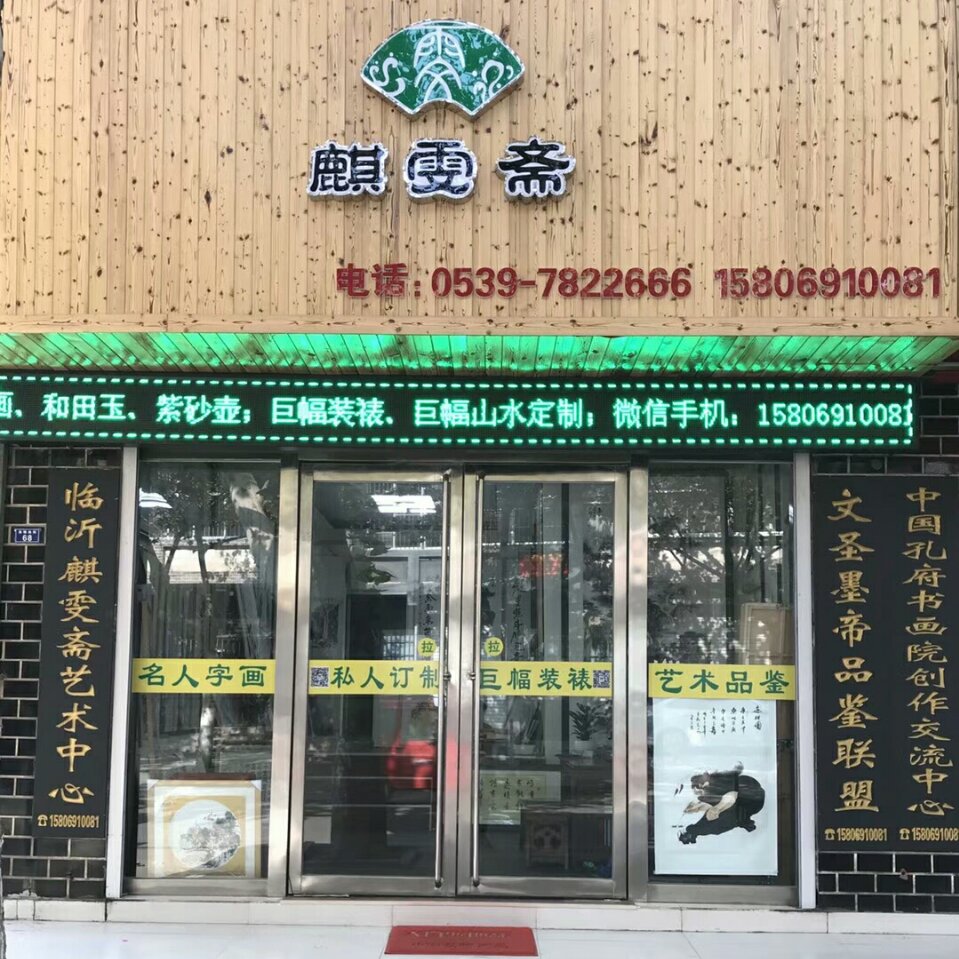 雯
麒雯斋
电话:0539-7822666 15806910081
画、和田玉、紫砂壶；巨幅装裱、巨幅山水定制；微信手机：15806910081
68
临沂麒雯斋艺术中心
☎15806910081
名人字画
私人订制
巨幅装裱
艺术品鉴
拉
拉
文圣墨帝品鉴联盟
☎15806910081
中国孔府书画院创作交流中心
☎15806910081